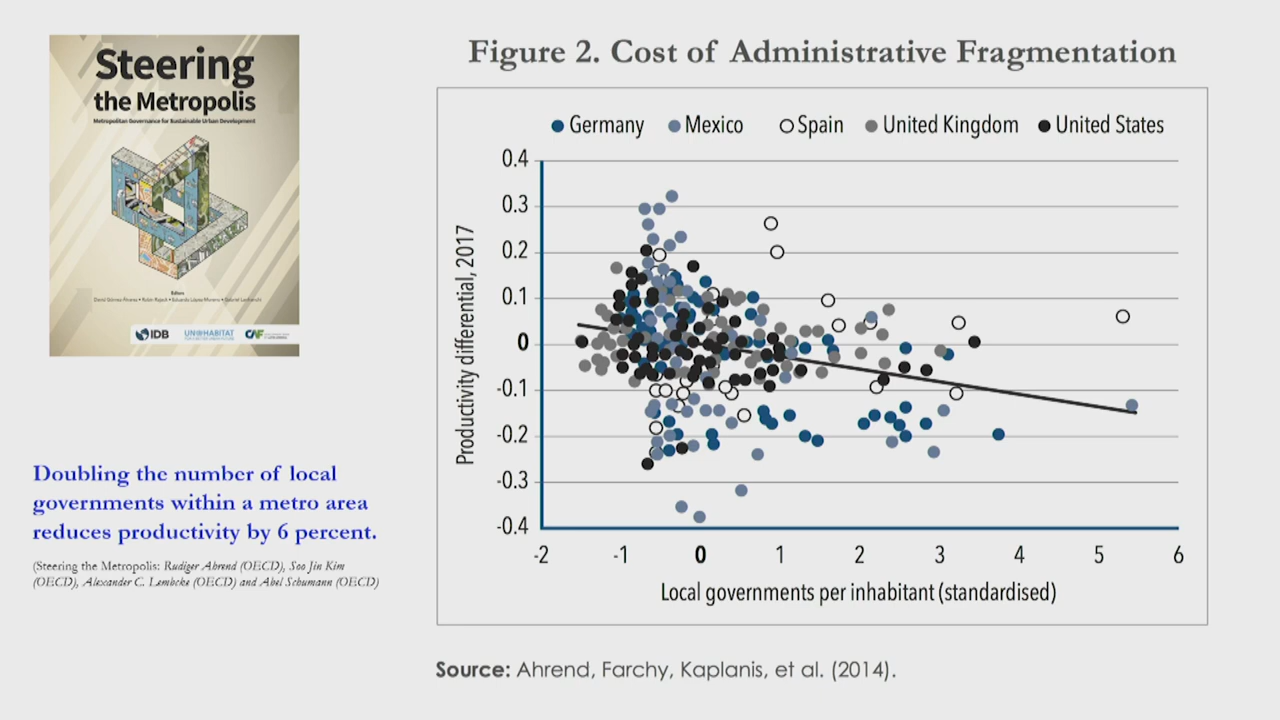 Steering
the Metropolis
Metropolitan Governance for Sustainable Urban Development
Editors
IDB
UN HABITAT
CAF
Doubling the number of local
governments within a metro area
reduces productivity by 6 percent.
(Steering the Metropolis: Rudiger Ahrend (OECD), Soo Jin Kim
(OECD), Alexander C. Lembcke (OECD) and Abel Schumann (OECD)
Figure 2. Cost of Administrative Fragmentation
Germany Mexico Spain United Kingdom United States
Productivity differential, 2017
0.4
0.3
0.2
0.1
0
-0.1
-0.2
-0.3
-0.4
-2 -1 0 1 2 3 4 5 6
Local governments per inhabitant (standardised)
Source: Ahrend, Farchy, Kaplanis, et al. (2014).